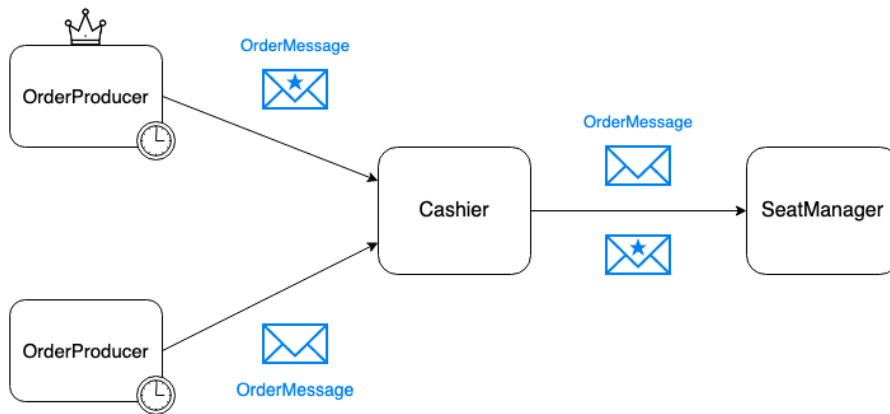 OrderMessage
OrderProducer
OrderMessage
Cashier
SeatManager
OrderProducer
OrderMessage